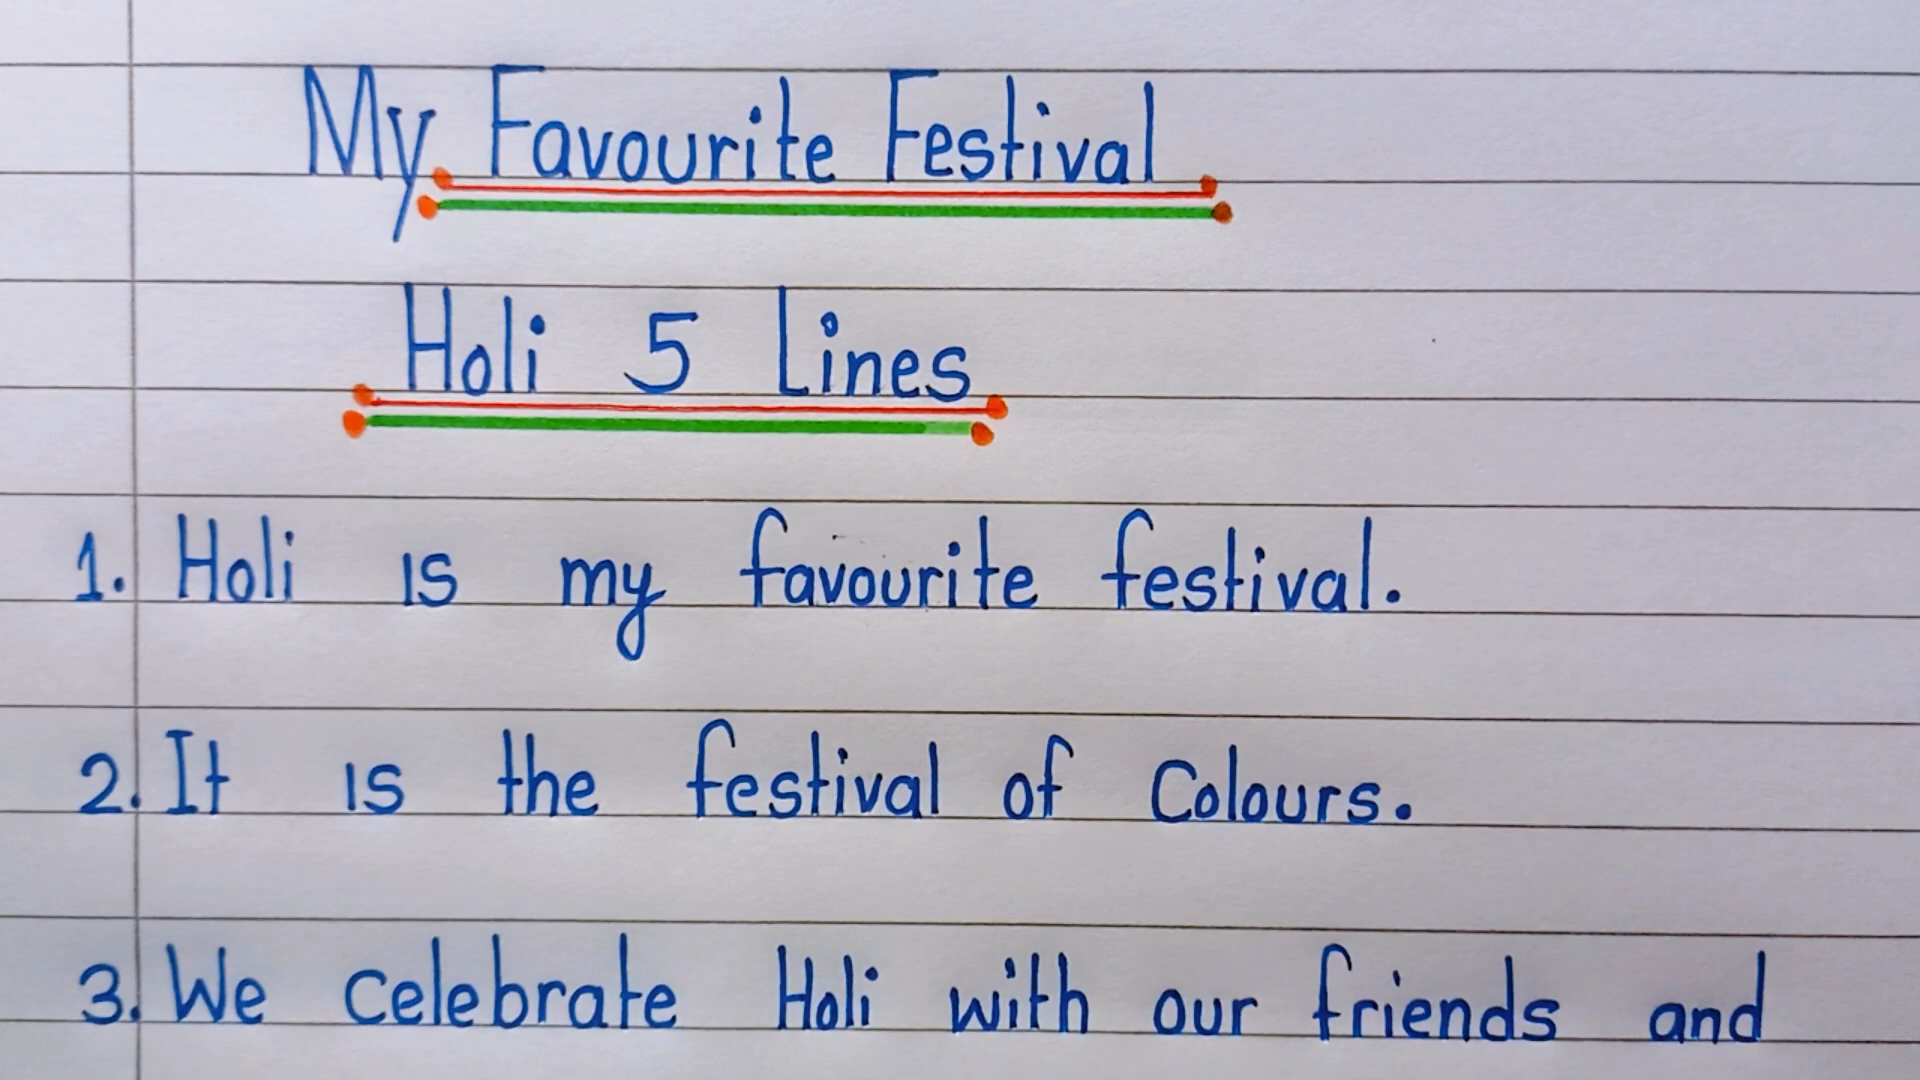 My Favourite Festival
Holi 5 Lines
1. Holi is my favourite festival.
2. It is the festival of Colours.
3. We celebrate Holi with our friends and